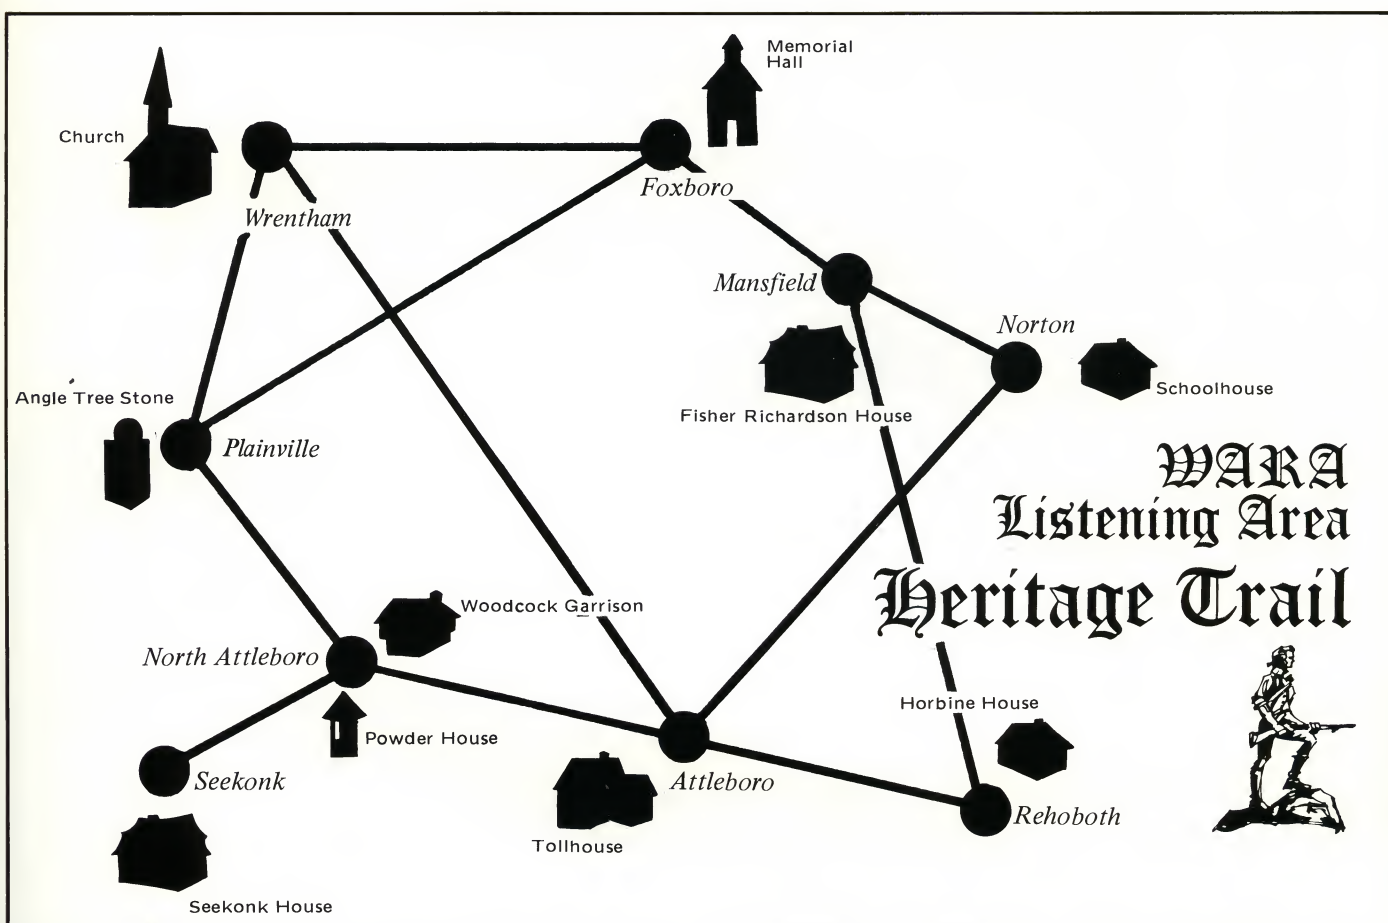 Memorial
Hall
Church
Foxboro
Wrentham
Mansfield
Norton
Schoolhouse
Angle Tree Stone
Fisher Richardson House
Plainville
WARA
Listening Area
Heritage Trail
Woodcock Garrison
North Attleboro
Horbine House
Powder House
Seekonk
Attleboro
Rehoboth
Tollhouse
Seekonk House